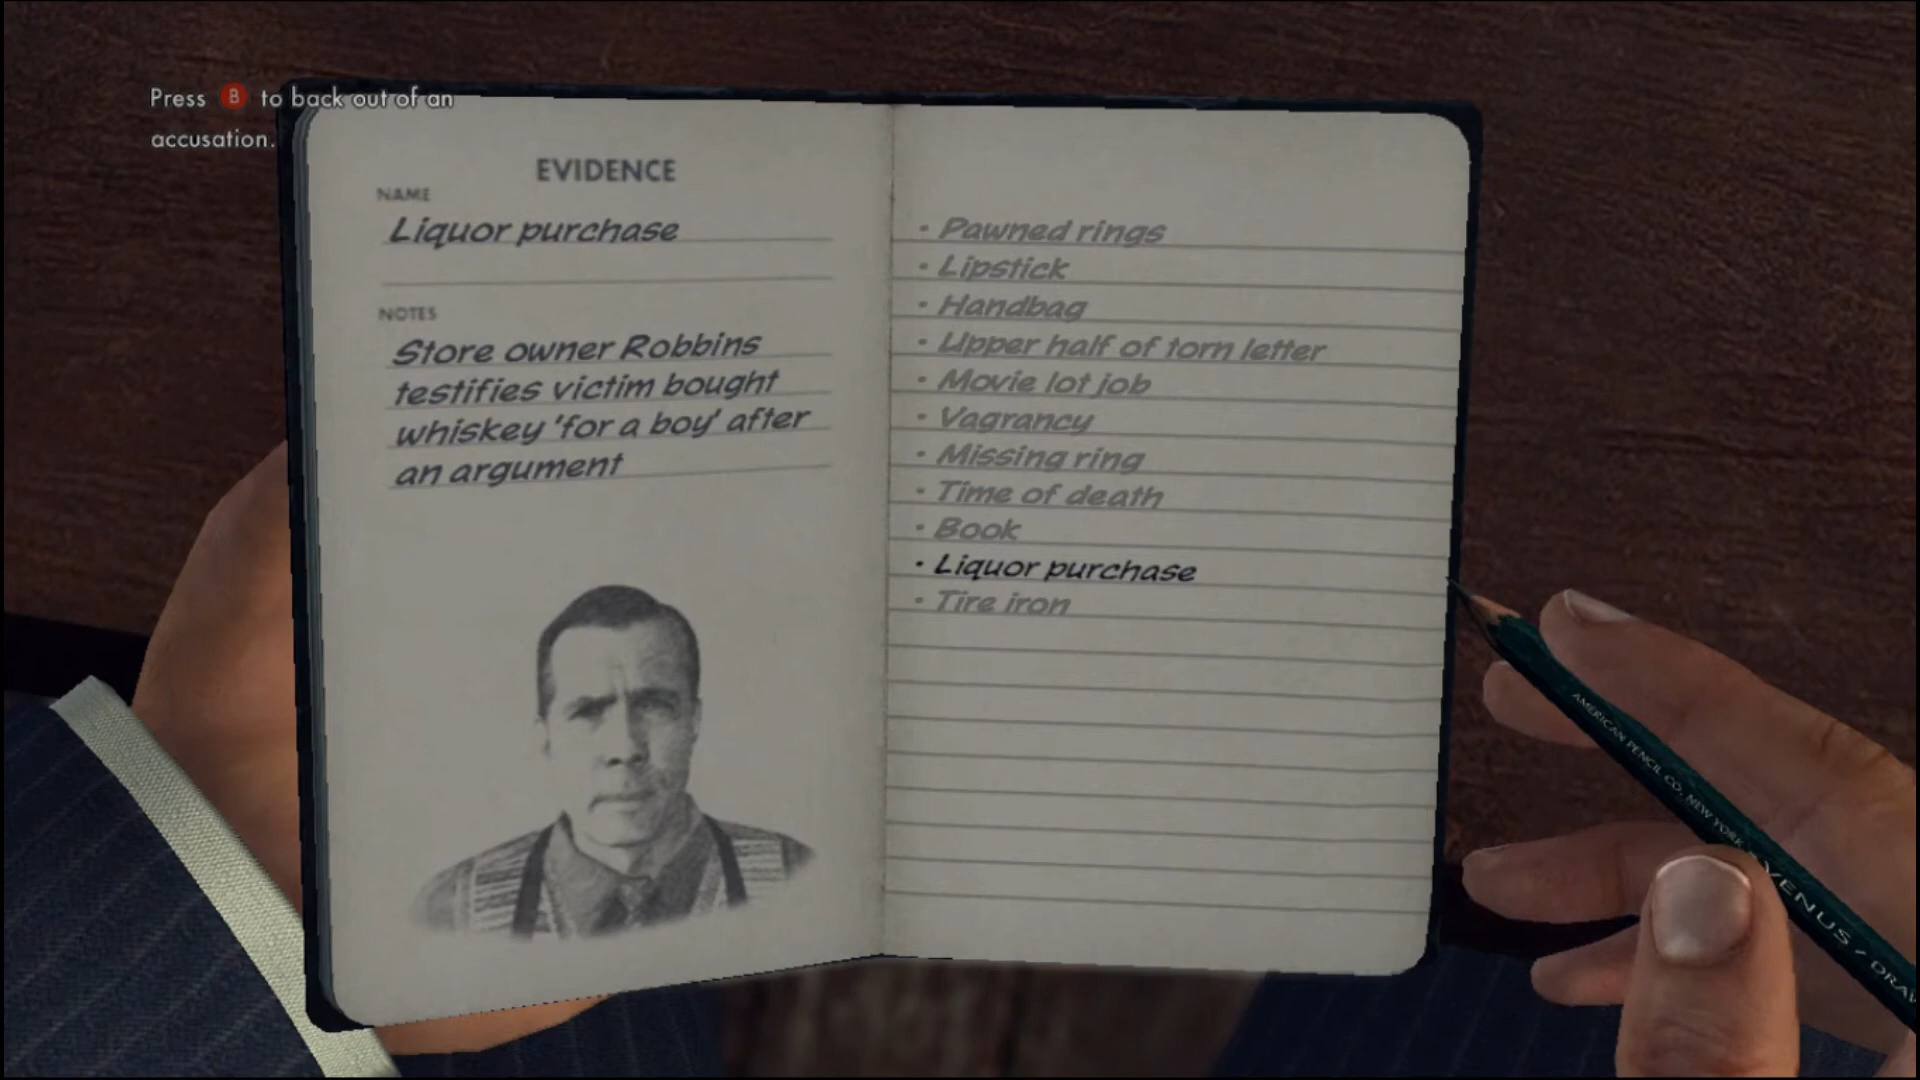 Press B to back out of an
accusation.
EVIDENCE
NAME
Liquor purchase
NOTES
Store owner Robbins
testifies victim bought
whiskey 'for a boy' after
an argument
• Pawned rings
• Lipstick
• Handbag
• Upper half of torn letter
• Movie lot job
• Vagrancy
• Missing ring
• Time of death
• Book
• Liquor purchase
• Tire iron
AMERICAN PENCIL CO. NEW YORK VENUS / DRAW